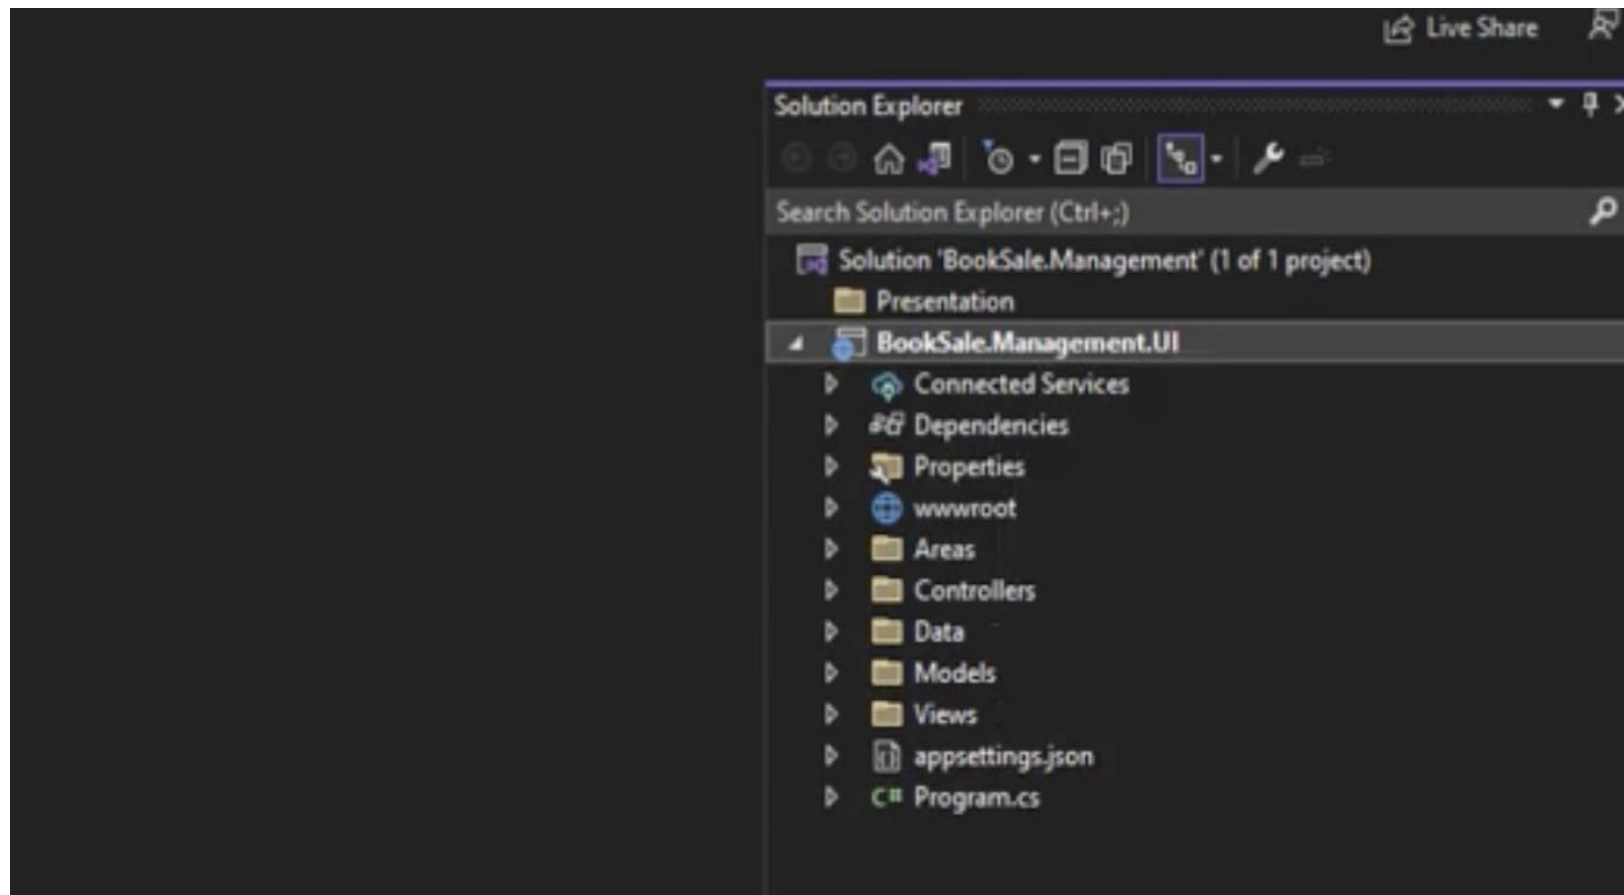 Live Share
Solution Explorer
Search Solution Explorer (Ctrl+;)
Solution 'BookSale.Management' (1 of 1 project)
Presentation
BookSale.Management.UI
Connected Services
Dependencies
Properties
wwwroot
Areas
Controllers
Data
Models
Views
appsettings.json
C# Program.cs